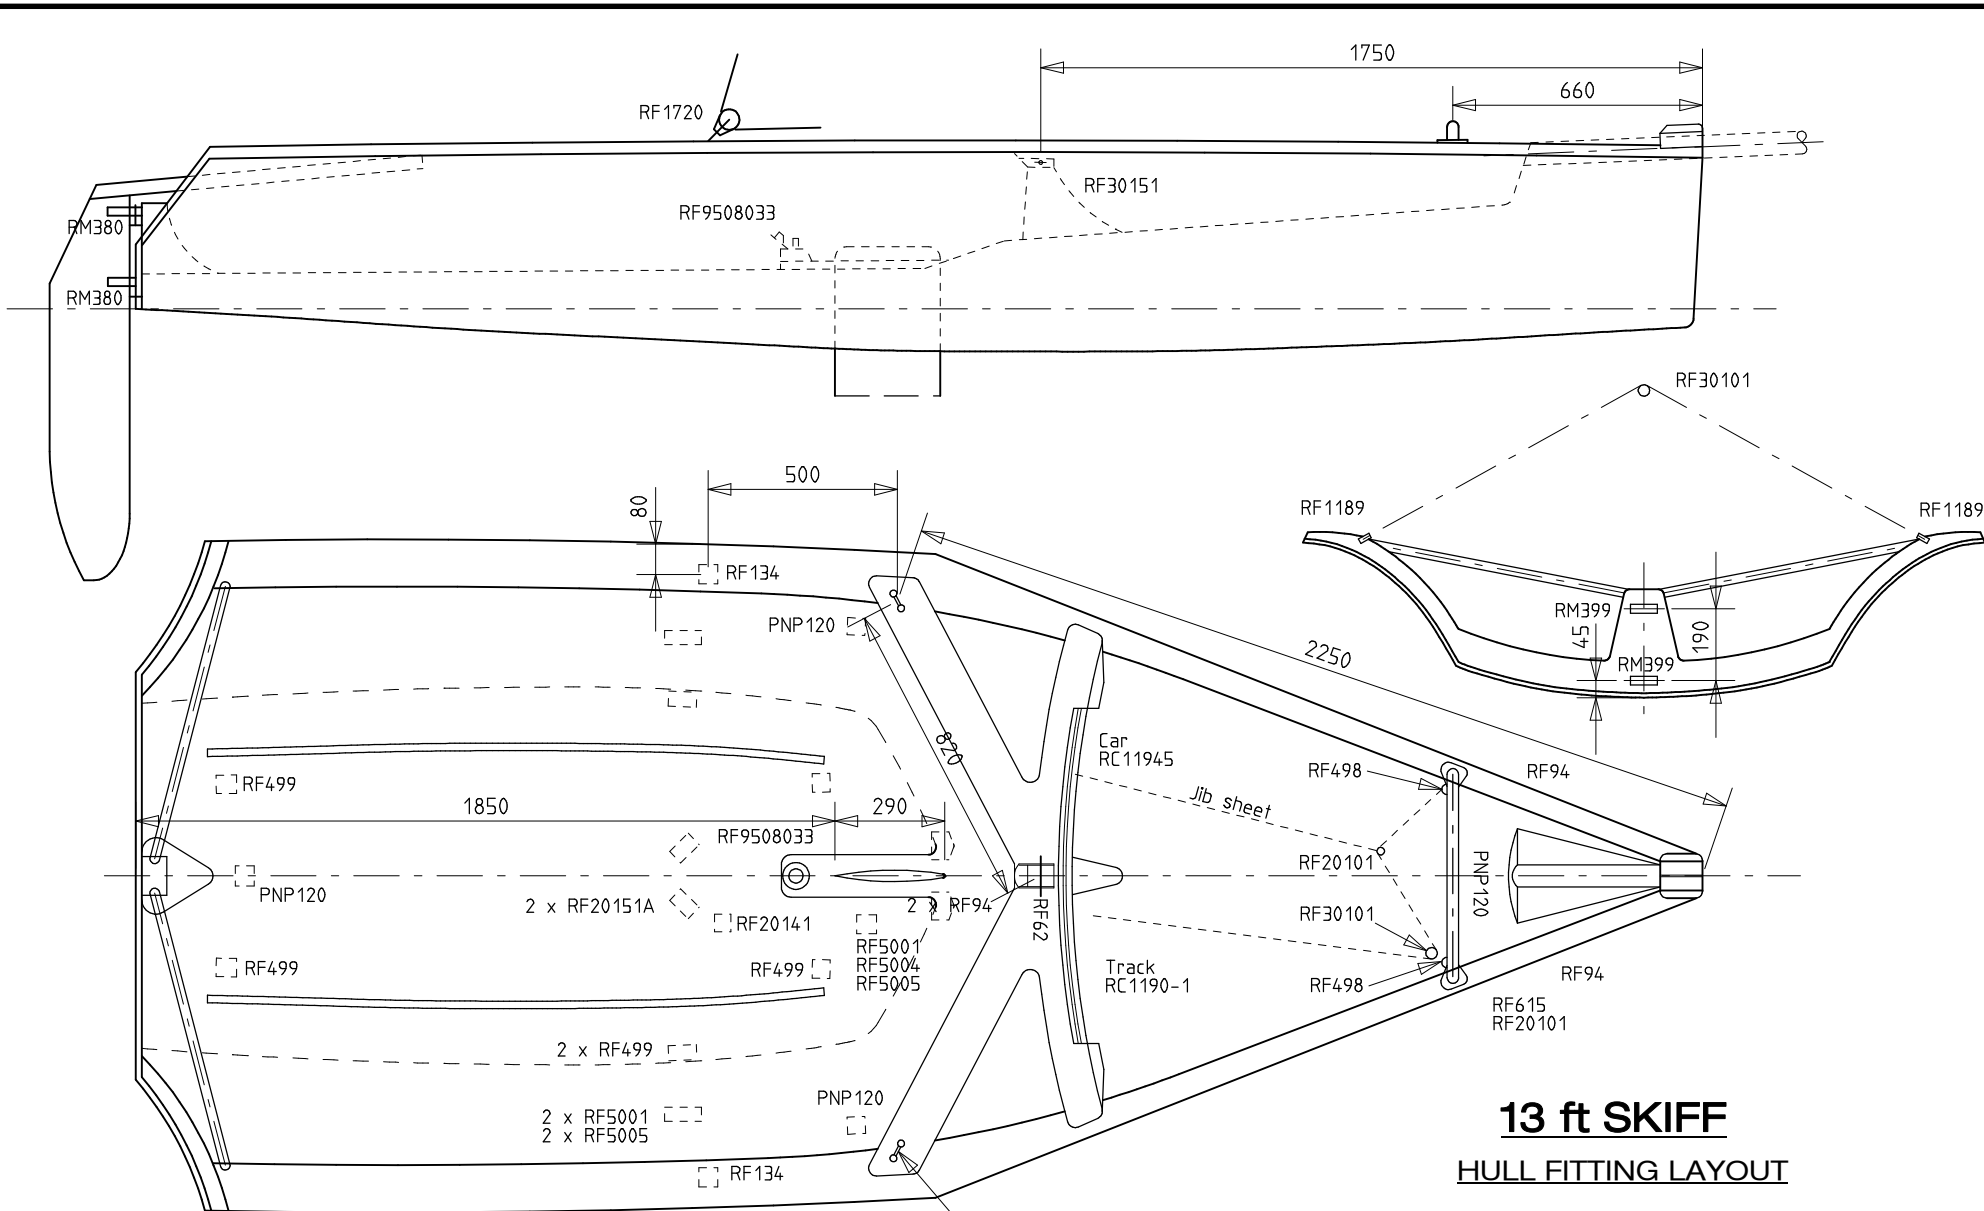 1750
660
RF1720
RF30151
RF9508033
RM380
RM380
RF30101
500
80
RF1189
RF1189
RF134
RM399
PNP120
45
190
2250
RM399
820
Car
RC11945
RF498
RF94
RF499
Jib sheet
1850
290
RF9508033
RF20101
PNP120
PNP120
2 x RF20151A
2 x RF94
RF62
RF30101
RF20141
RF5001
RF5004
RF5005
RF499
RF499
Track
RC1190-1
RF498
RF94
RF615
RF20101
2 x RF499
PNP120
2 x RF5001
2 x RF5005
RF134
13 ft SKIFF
HULL FITTING LAYOUT